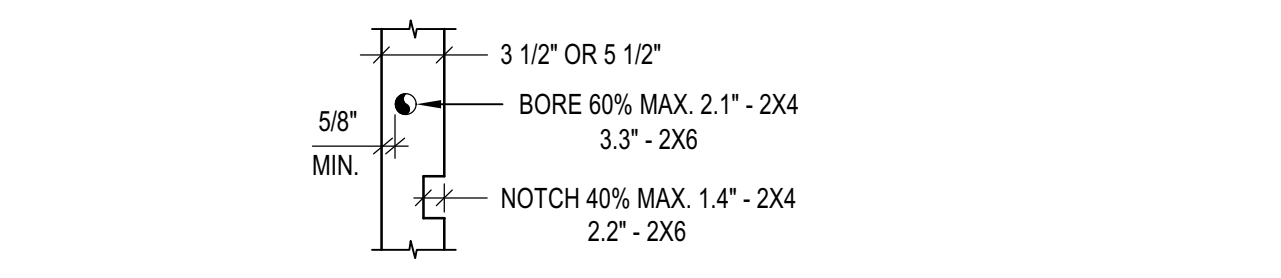 3 1/2" OR 5 1/2"
BORE 60% MAX. 2.1" - 2X4
3.3" - 2X6
5/8"
MIN.
NOTCH 40% MAX. 1.4" - 2X4
2.2" - 2X6